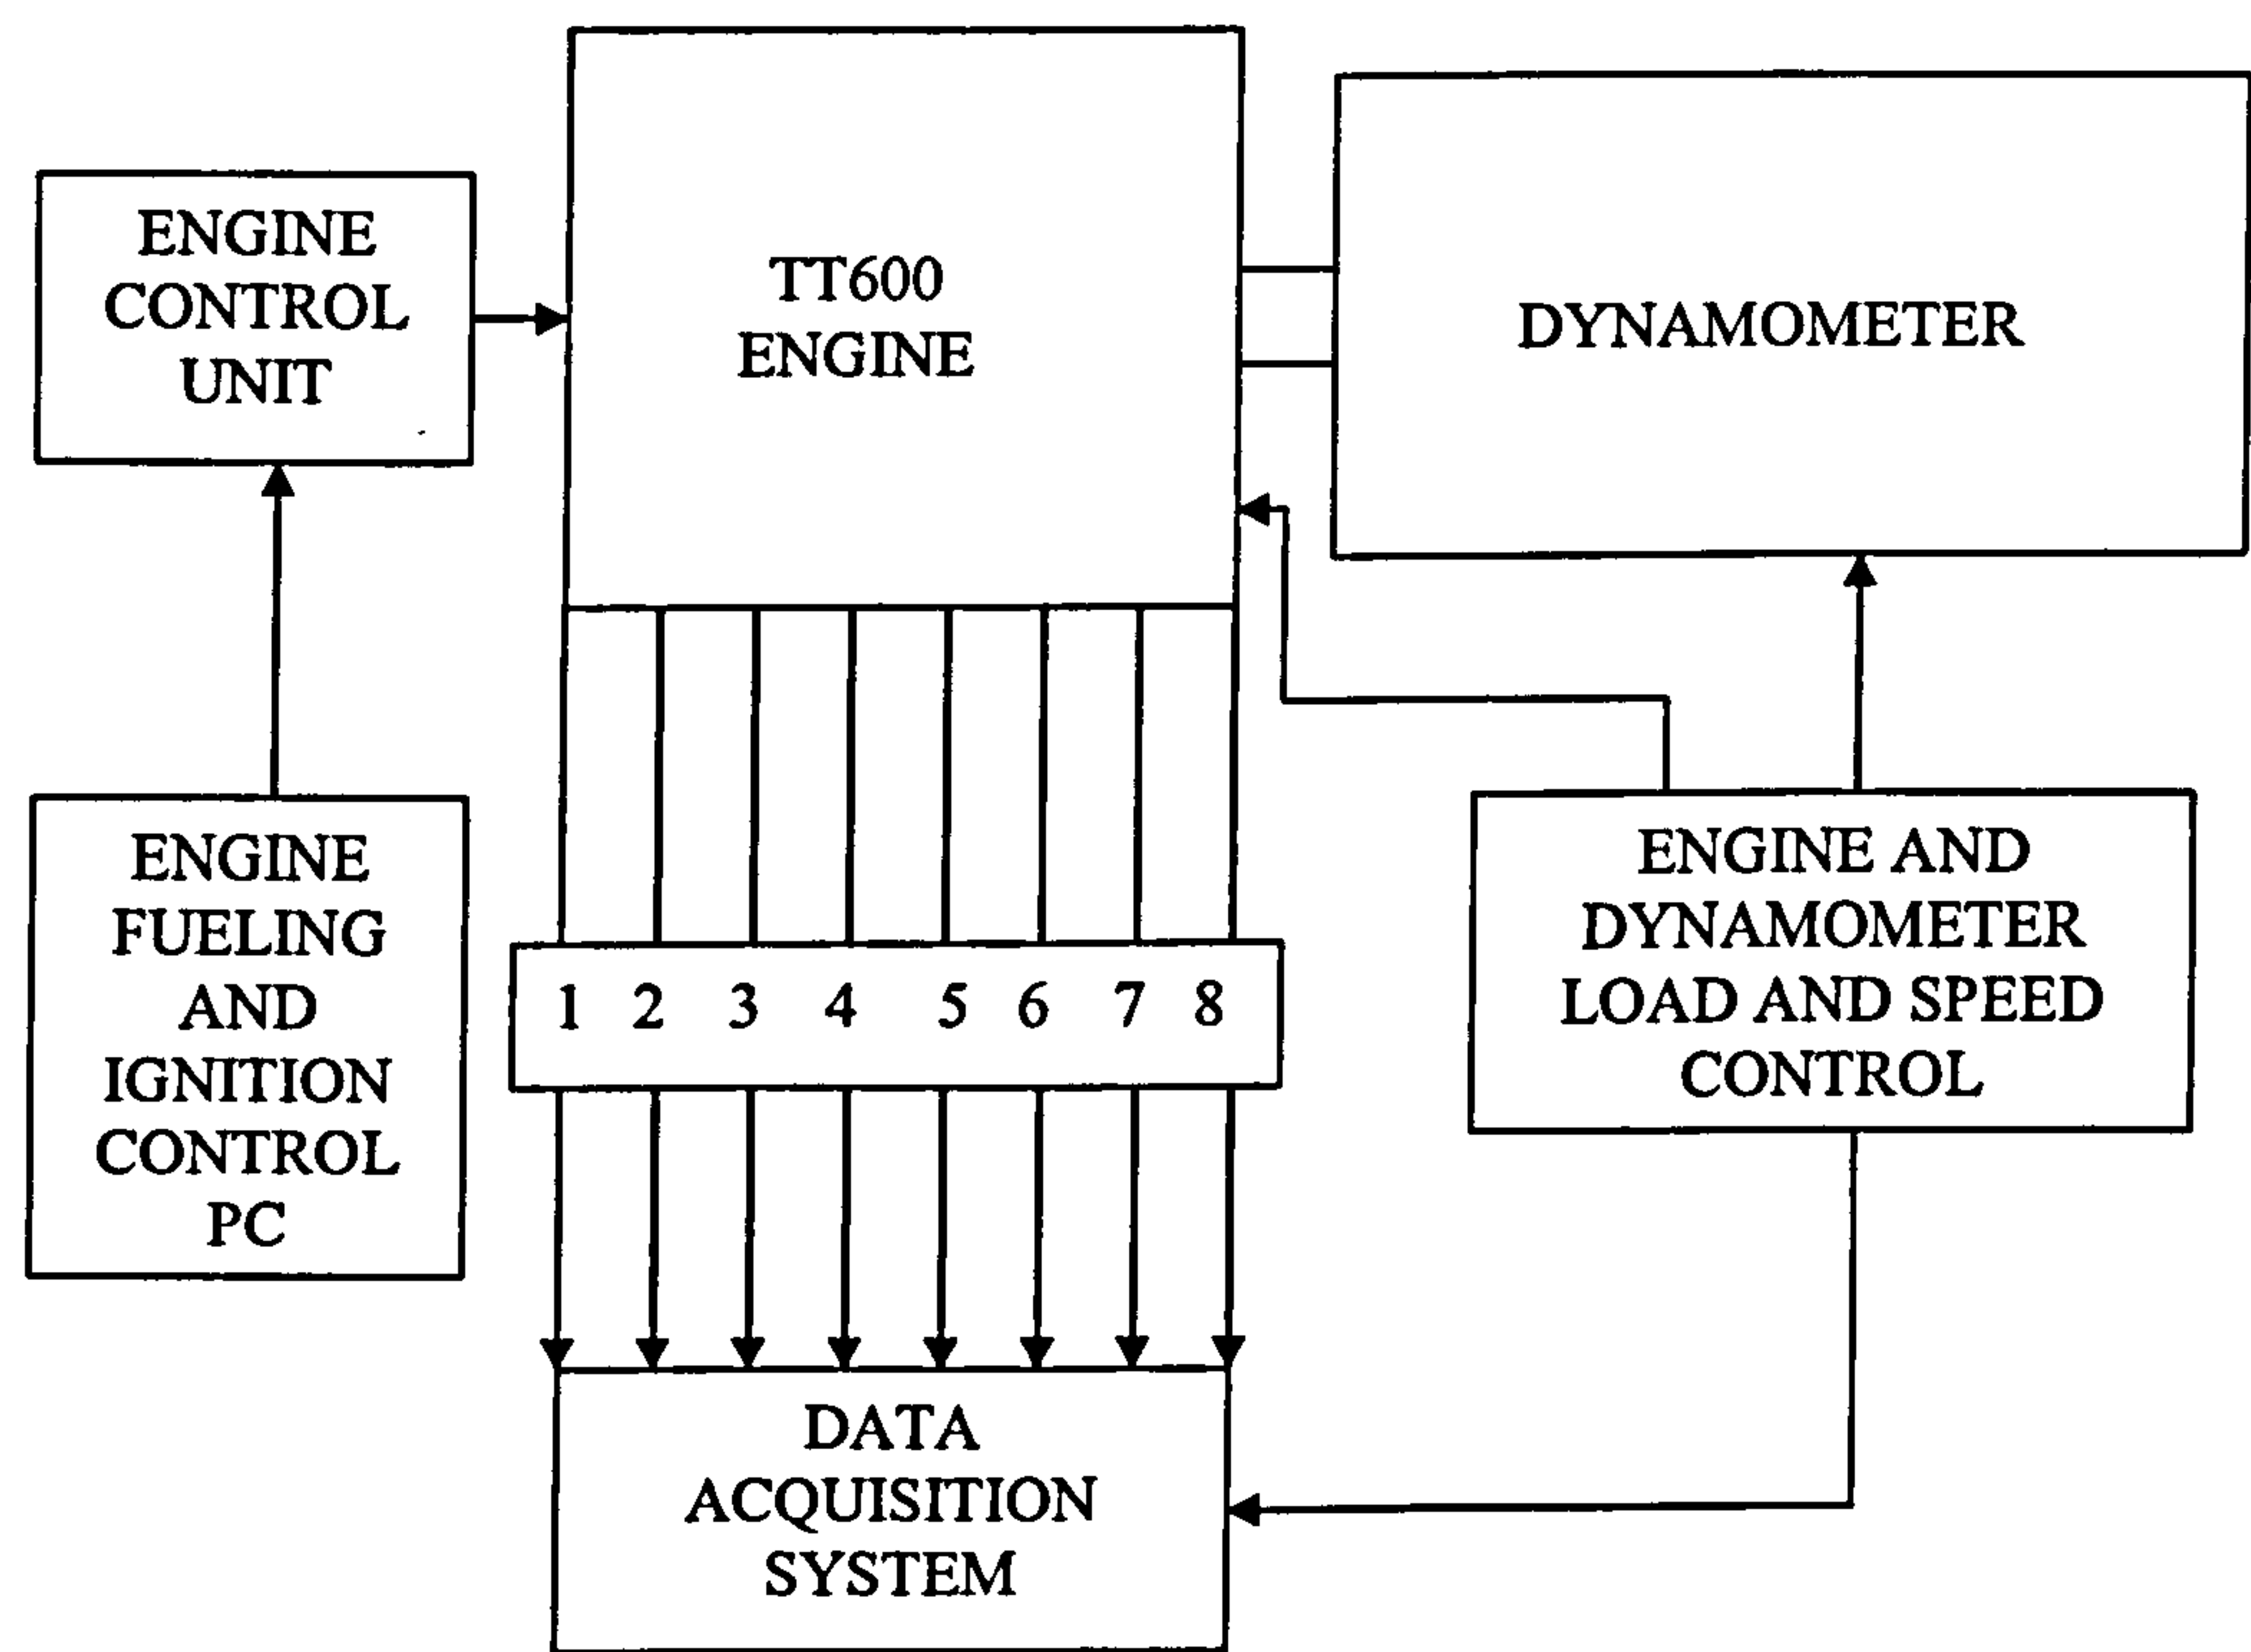 ENGINE
CONTROL
UNIT
TT600
ENGINE
DYNAMOMETER
ENGINE
FUELING
AND
IGNITION
CONTROL
PC
1 2 3 4 5 6 7 8
ENGINE AND
DYNAMOMETER
LOAD AND SPEED
CONTROL
DATA
ACQUISITION
SYSTEM